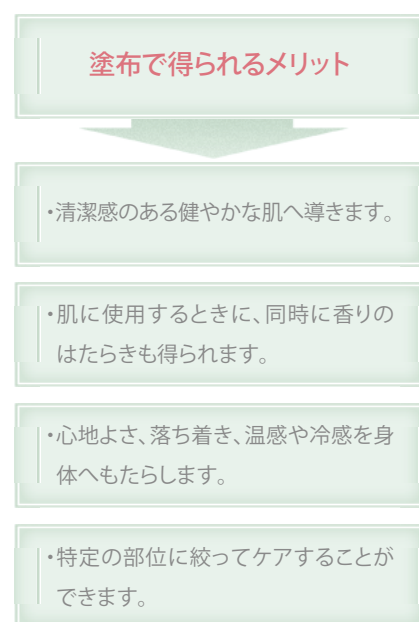 塗布で得られるメリット
・清潔感のある健やかな肌へ導きます。
・肌に使用するときに、同時に香りの
はたらきも得られます。
・心地よさ、落ち着き、温感や冷感を身
体へもたらします。
・特定の部位に絞ってケアすることが
できます。